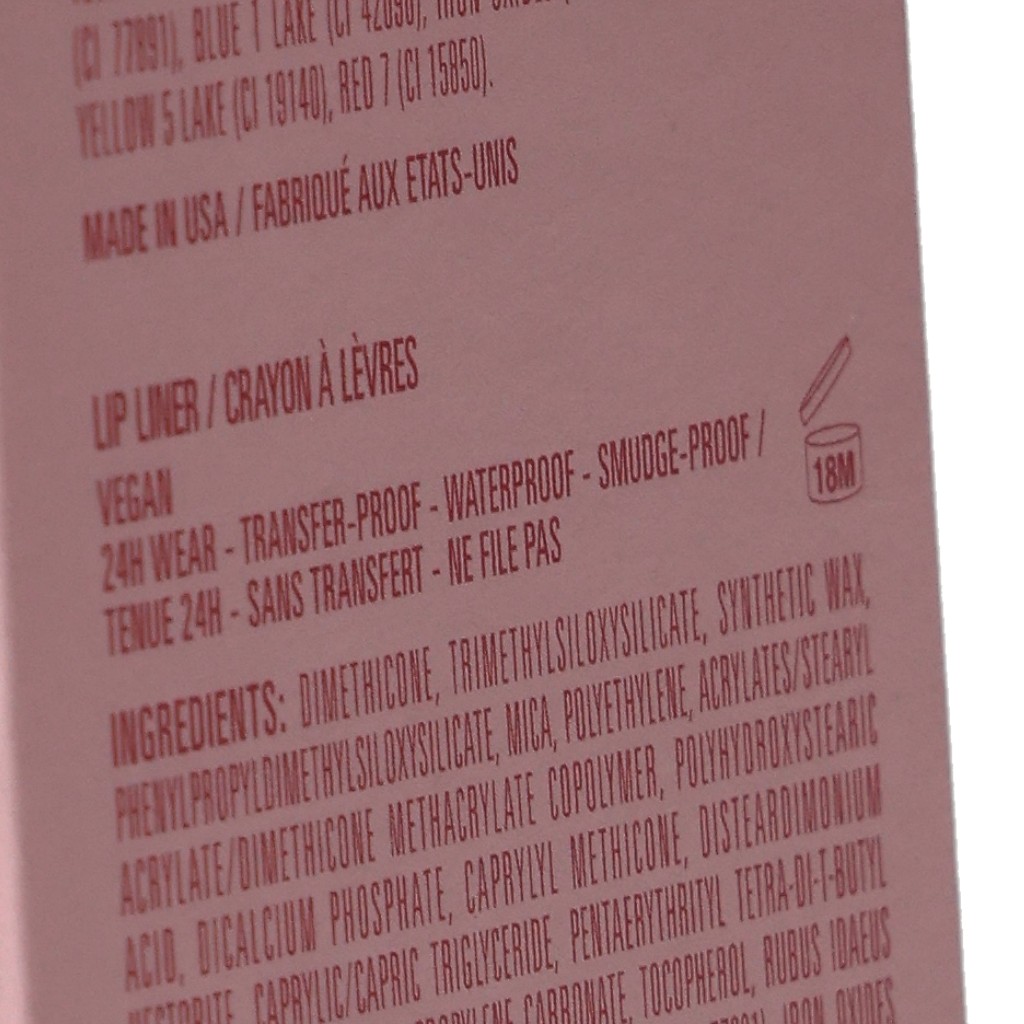 (CI 77891), BLUE 1 LAKE (CI 42090), IRON OXIDES
YELLOW 5 LAKE (CI 19140), RED 7 (CI 15850).
MADE IN USA / FABRIQUÉ AUX ETATS-UNIS
LIP LINER / CRAYON À LÈVRES
VEGAN
24H WEAR - TRANSFER-PROOF - WATERPROOF - SMUDGE-PROOF /
TENUE 24H - SANS TRANSFERT - NE FILE PAS
18M
INGREDIENTS: DIMETHICONE, TRIMETHYLSILOXYSILICATE, SYNTHETIC WAX,
PHENYLPROPYLDIMETHYLSILOXYSILICATE, MICA, POLYETHYLENE, ACRYLATES/STEARYL
ACRYLATE/DIMETHICONE METHACRYLATE COPOLYMER, POLYHYDROXYSTEARIC
ACID, DICALCIUM PHOSPHATE, CAPRYLYL METHICONE, DISTEARDIMONIUM
HECTORITE, CAPRYLIC/CAPRIC TRIGLYCERIDE, PENTAERYTHRITYL TETRA-DI-T-BUTYL
CARBONATE, TOCOPHEROL, RUBUS IDAEUS
IRON OXIDES